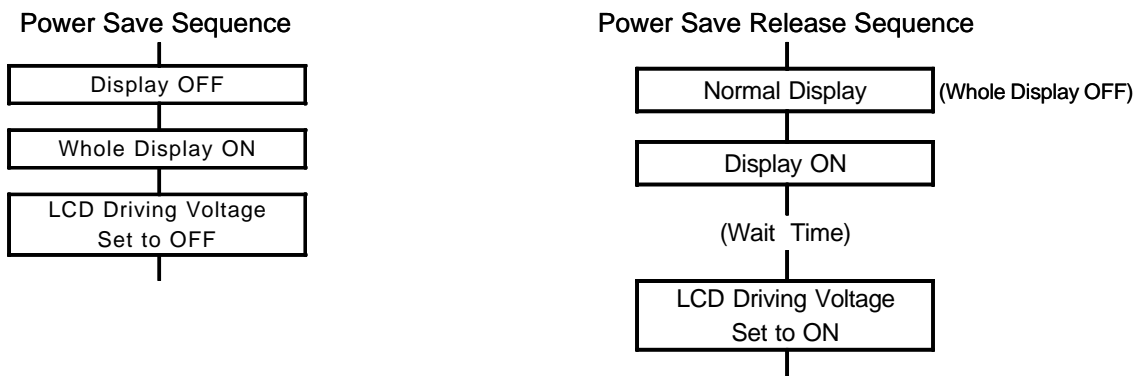 Power Save Sequence
Display OFF
Whole Display ON
LCD Driving Voltage
Set to OFF
Power Save Release Sequence
Normal Display
(Whole Display OFF)
Display ON
(Wait Time)
LCD Driving Voltage
Set to ON